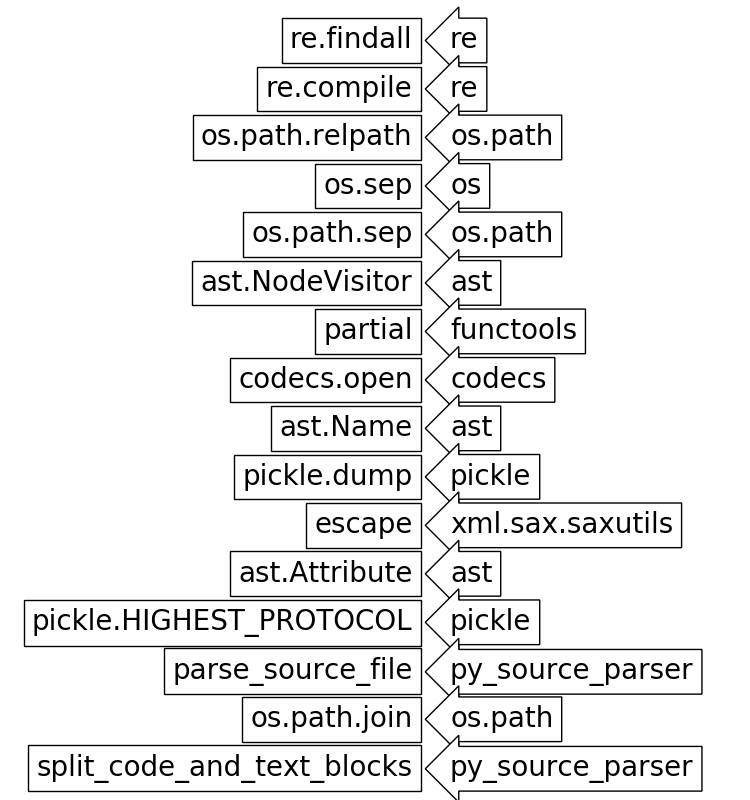 re.findall re
re.compile re
os.path.relpath os.path
os.sep os
os.path.sep os.path
ast.NodeVisitor ast
partial functools
codecs.open codecs
ast.Name ast
pickle.dump pickle
escape xml.sax.saxutils
ast.Attribute ast
pickle.HIGHEST_PROTOCOL pickle
parse_source_file py_source_parser
os.path.join os.path
split_code_and_text_blocks py_source_parser